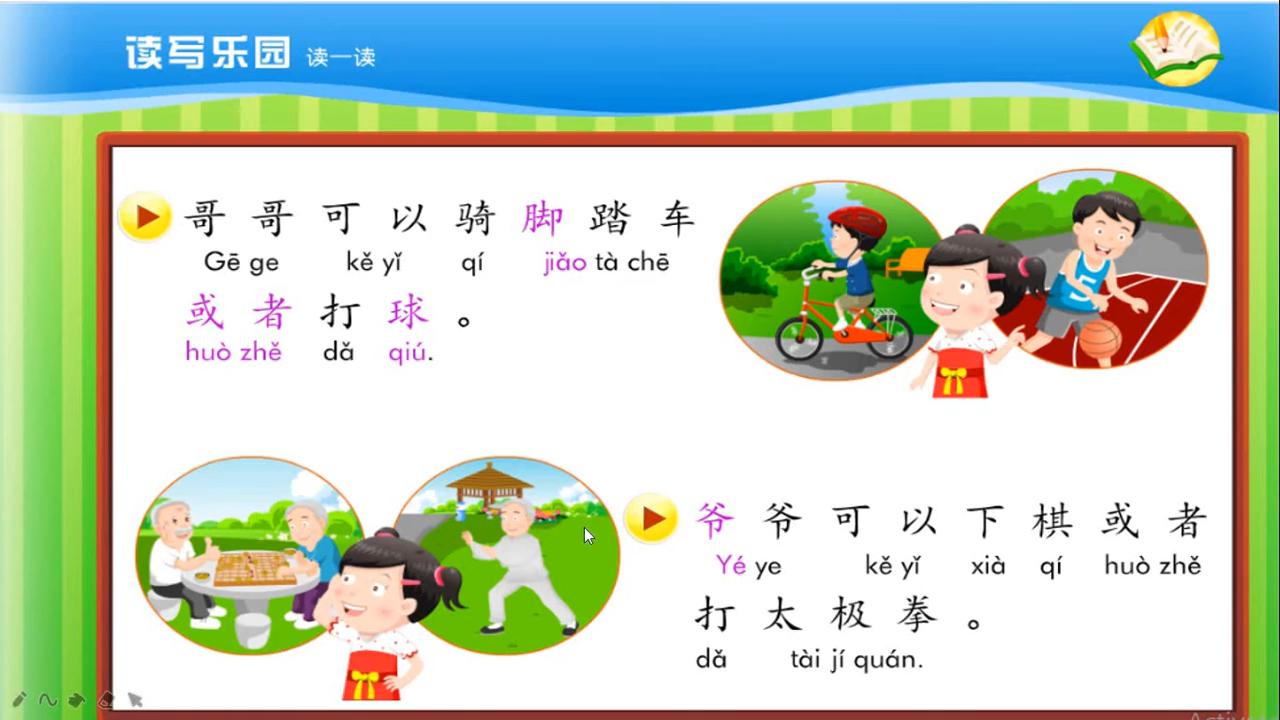 读写乐园 读一读
哥哥可以骑脚踏车
Gē ge kě yǐ qí jiǎo tà chē
或者打球。
huò zhě dǎ qiú.
5
爷爷可以下棋或者
Yé ye kě yǐ xià qí huò zhě
打太极拳。
dǎ tài jí quán.